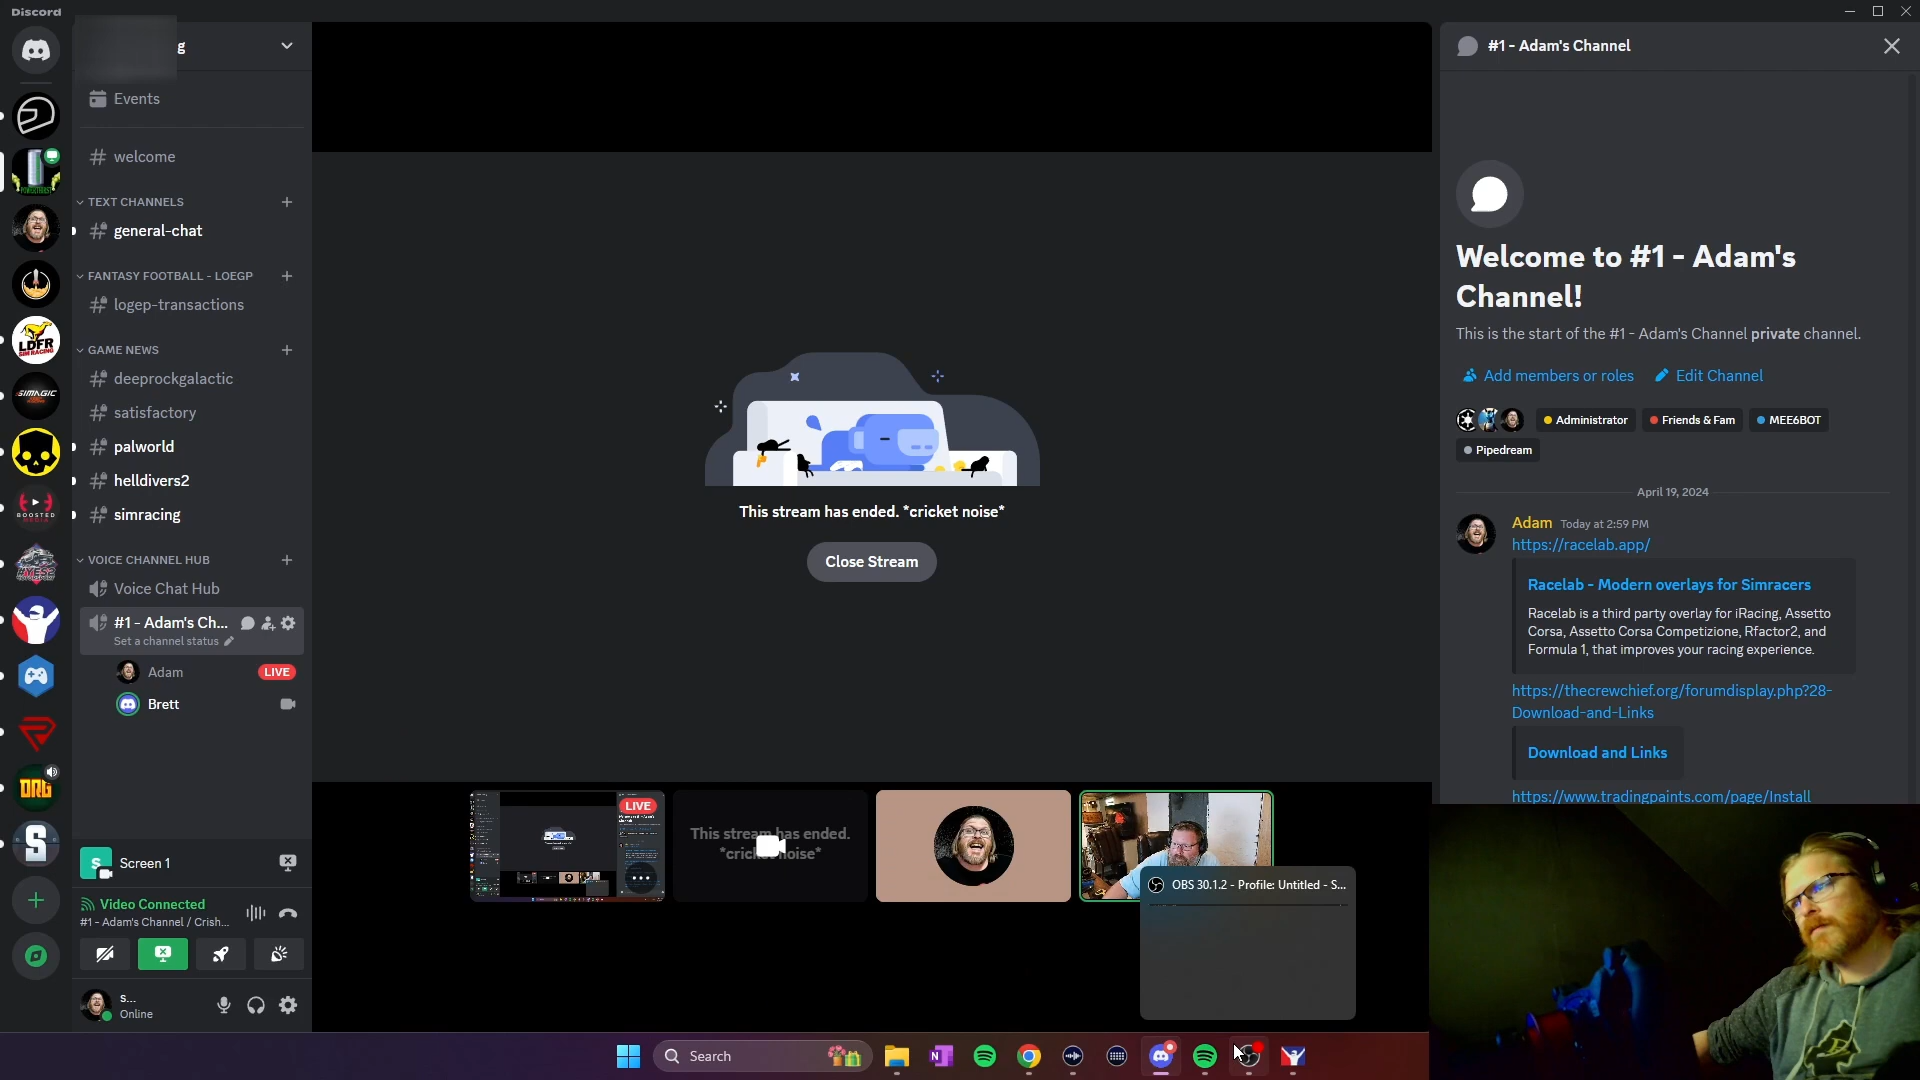 Discord
g
Events
welcome
TEXT CHANNELS
general-chat
FANTASY FOOTBALL - LOEGP
logep-transactions
GAME NEWS
deeprockgalactic
satisfactory
palworld
helldivers2
simracing
VOICE CHANNEL HUB
Voice Chat Hub
#1 - Adam's Ch...
Set a channel status
Adam
LIVE
Brett
Screen 1
Video Connected
#1 - Adam's Channel / Crish...
s...
Online
LDFR
SIM RACING
SIMAGIC
BOOSTED
MEDIA
ORG
S
This stream has ended. *cricket noise*
Close Stream
LIVE
This stream has ended.
OBS 30.1.2 - Profile: Untitled - S...
Search
#1 - Adam's Channel
Welcome to #1 - Adam's
Channel!
This is the start of the #1 - Adam's Channel private channel.
Add members or roles
Edit Channel
Administrator
Friends & Fam
MEE6BOT
Pipedream
April 19, 2024
Adam Today at 2:59 PM
https://racelab.app/
Racelab - Modern overlays for Simracers
Racelab is a third party overlay for iRacing, Assetto
Corsa, Assetto Corsa Competizione, Rfactor2, and
Formula 1, that improves your racing experience.
https://thecrewchief.org/forumdisplay.php?28-
Download-and-Links
Download and Links
https://www.tradingpaints.com/page/Install